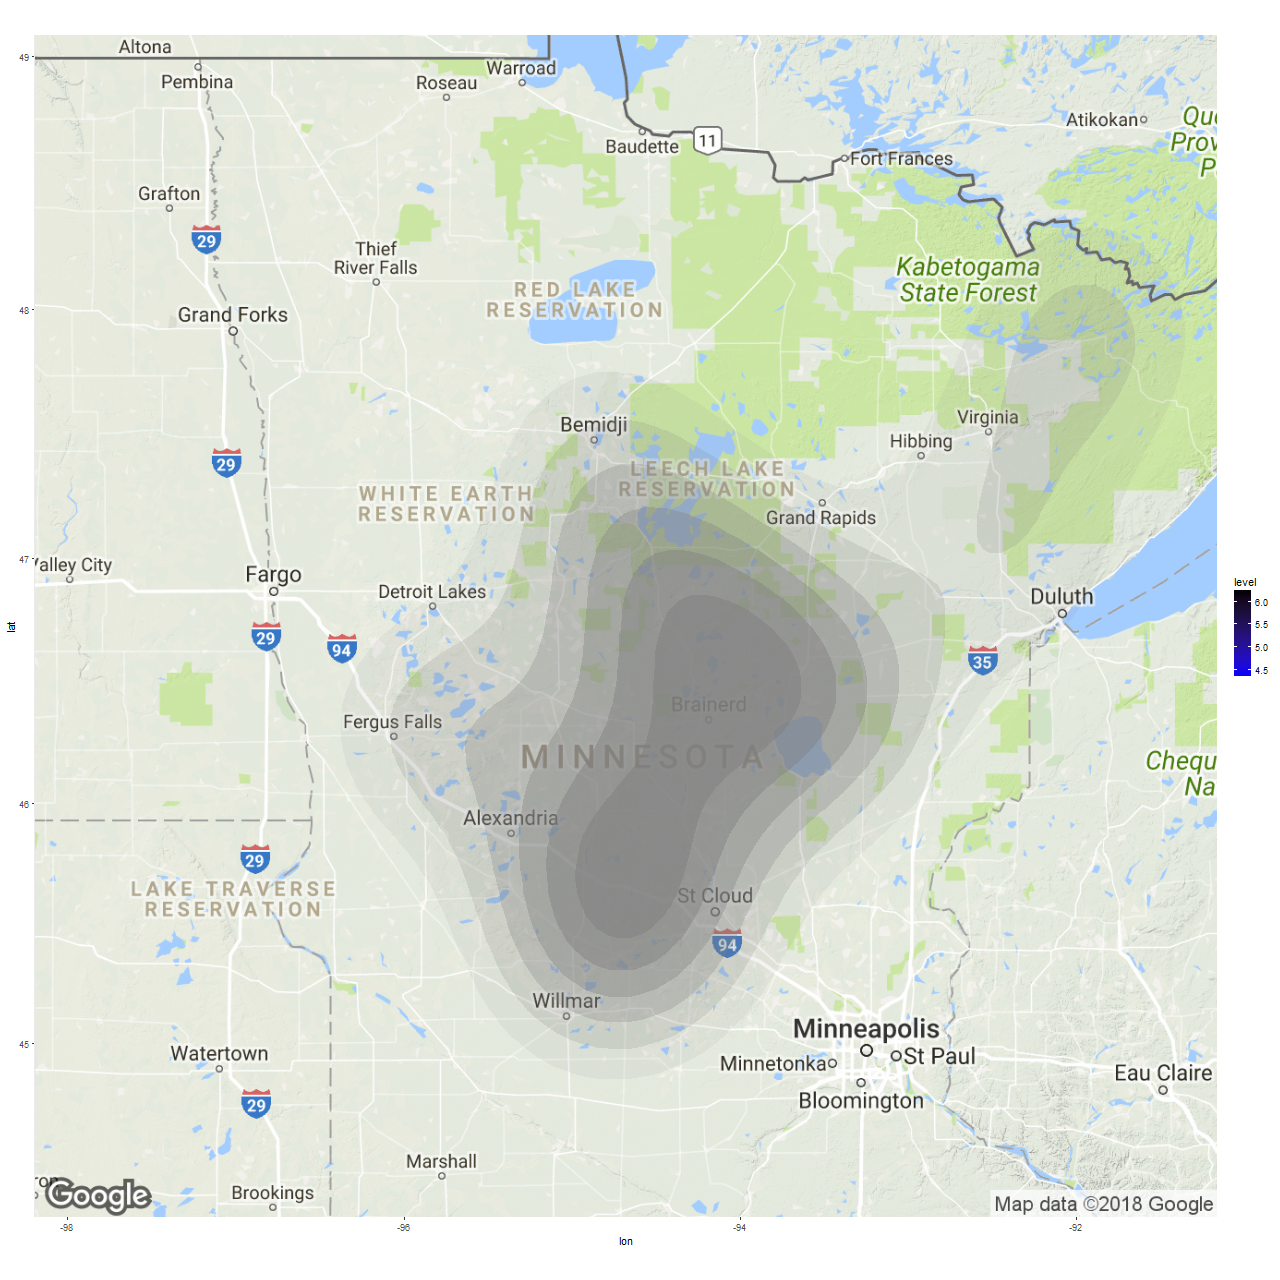 Altona
49
Pembina
Warroad
Roseau
Baudette
11
Atikokan
Fort Frances
Grafton
29
Thief
River Falls
Kabetogama
State Forest
RED LAKE
RESERVATION
48
Grand Forks
Bemidji
Virginia
Hibbing
29
LEECH LAKE
RESERVATION
WHITE EARTH
RESERVATION
Grand Rapids
47
Valley City
Fargo
Detroit Lakes
Duluth
29
94
35
level
6.0
5.5
5.0
4.5
lat
Brainerd
Fergus Falls
MINNESOTA
46
Alexandria
29
LAKE TRAVERSE
RESERVATION
St Cloud
94
Willmar
Minneapolis
45
Watertown
Minnetonka
St Paul
Eau Claire
Bloomington
29
Marshall
Brookings
Google
Map data ©2018 Google
-98
-96
-94
-92
lon